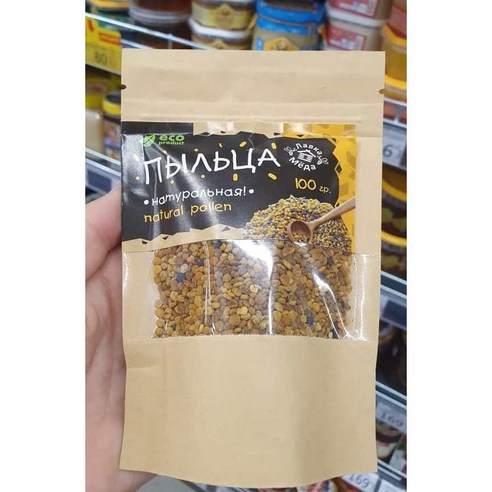 eco
product
ПЫЛЬЦА
Лавка
Мёда
• натуральная!
100 гр.
natural pollen